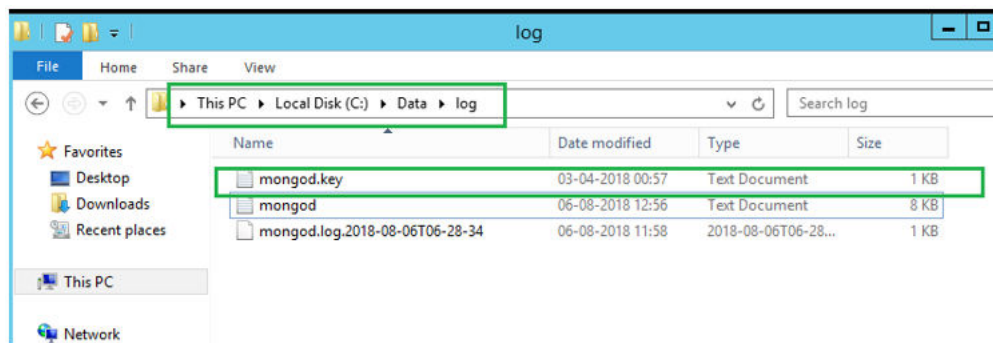 log
File Home Share View
This PC Local Disk (C:) Data log Search log
Name Date modified Type Size
Favorites
Desktop
Downloads
Recent places
This PC
Network
mongod.key 03-04-2018 00:57 Text Document 1 KB
mongod 06-08-2018 12:56 Text Document 8 KB
mongod.log.2018-08-06T06-28-34 06-08-2018 11:58 2018-08-06T06-28... 1 KB